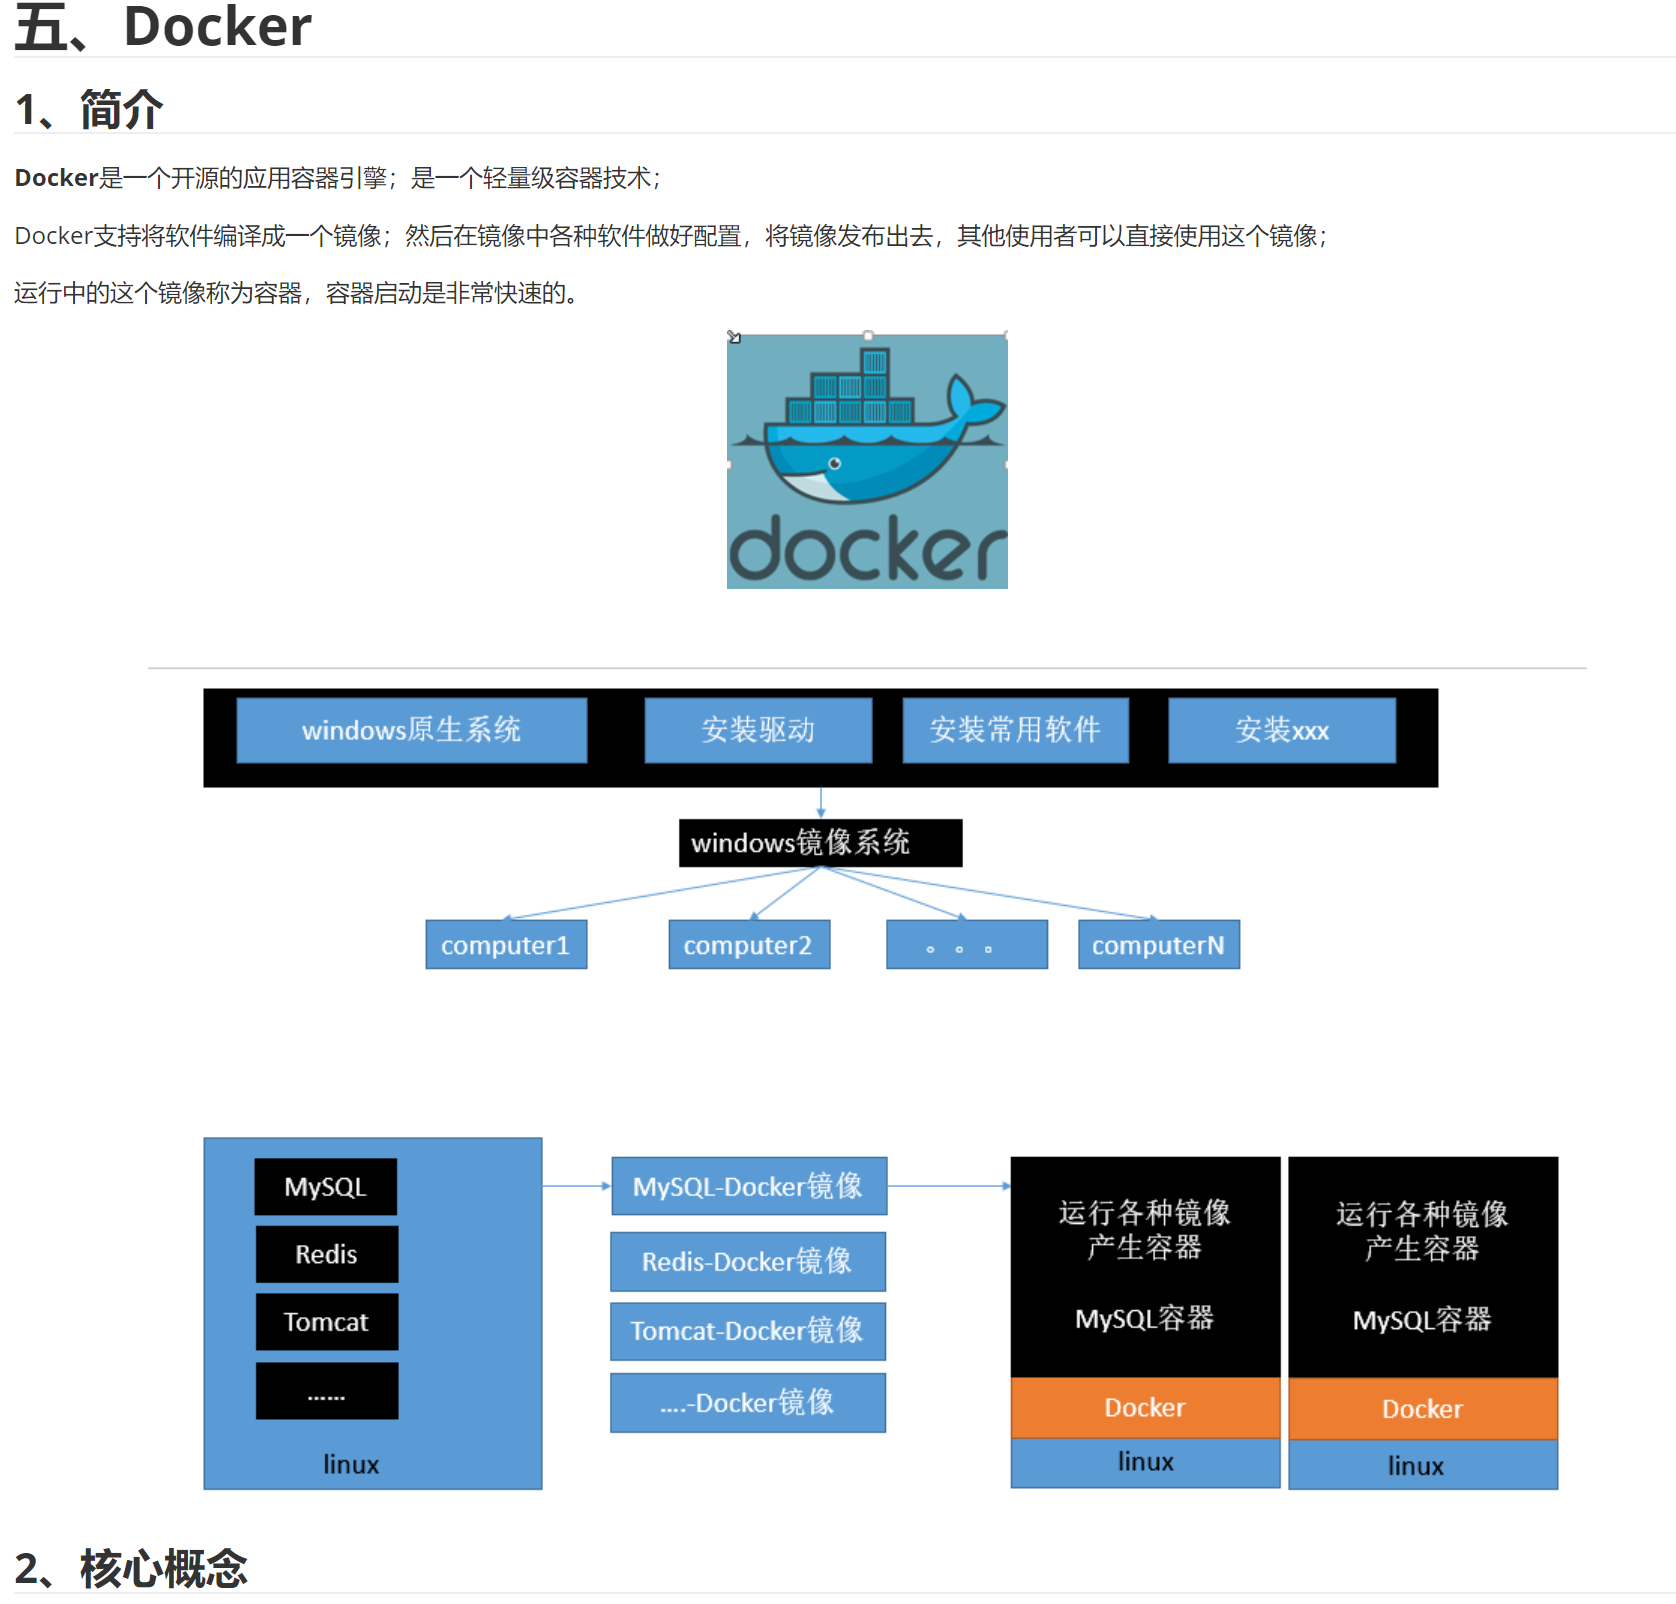 五、Docker
1、简介
Docker是一个开源的应用容器引擎；是一个轻量级容器技术；
Docker支持将软件编译成一个镜像；然后在镜像中各种软件做好配置，将镜像发布出去，其他使用者可以直接使用这个镜像；
运行中的这个镜像称为容器，容器启动是非常快速的。
docker
windows原生系统
安装驱动
安装常用软件
安装xxx
windows镜像系统
computer1
computer2
。。。
computerN
MySQL
Redis
Tomcat
......
linux
MySQL-Docker镜像
Redis-Docker镜像
Tomcat-Docker镜像
....-Docker镜像
运行各种镜像
产生容器
MySQL容器
Docker
linux
运行各种镜像
产生容器
MySQL容器
Docker
linux
2、核心概念